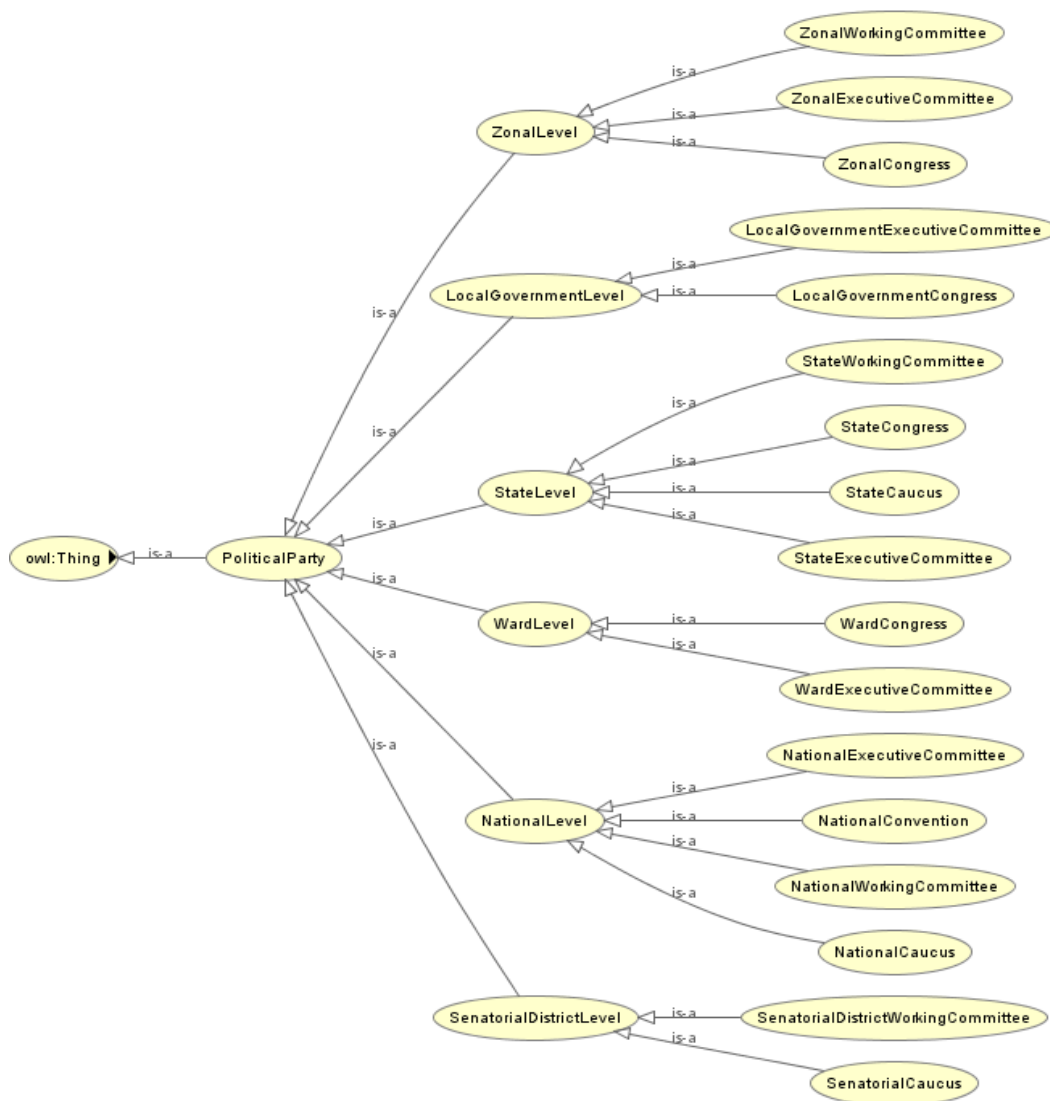 ZonalWorkingCommittee
is-a
ZonalExecutiveCommittee
is-a
ZonalLevel
is-a
ZonalCongress
LocalGovernmentExecutiveCommittee
is-a
LocalGovernmentLevel
is-a
LocalGovernmentCongress
is-a
StateWorkingCommittee
is-a
StateCongress
is-a
is-a
StateLevel
is-a
StateCaucus
is-a
is-a
owl:Thing
is-a
PoliticalParty
StateExecutiveCommittee
is-a
WardLevel
is-a
WardCongress
is-a
is-a
WardExecutiveCommittee
is-a
NationalExecutiveCommittee
is-a
NationalLevel
is-a
NationalConvention
is-a
NationalWorkingCommittee
is-a
NationalCaucus
SenatorialDistrictLevel
is-a
SenatorialDistrictWorkingCommittee
is-a
SenatorialCaucus